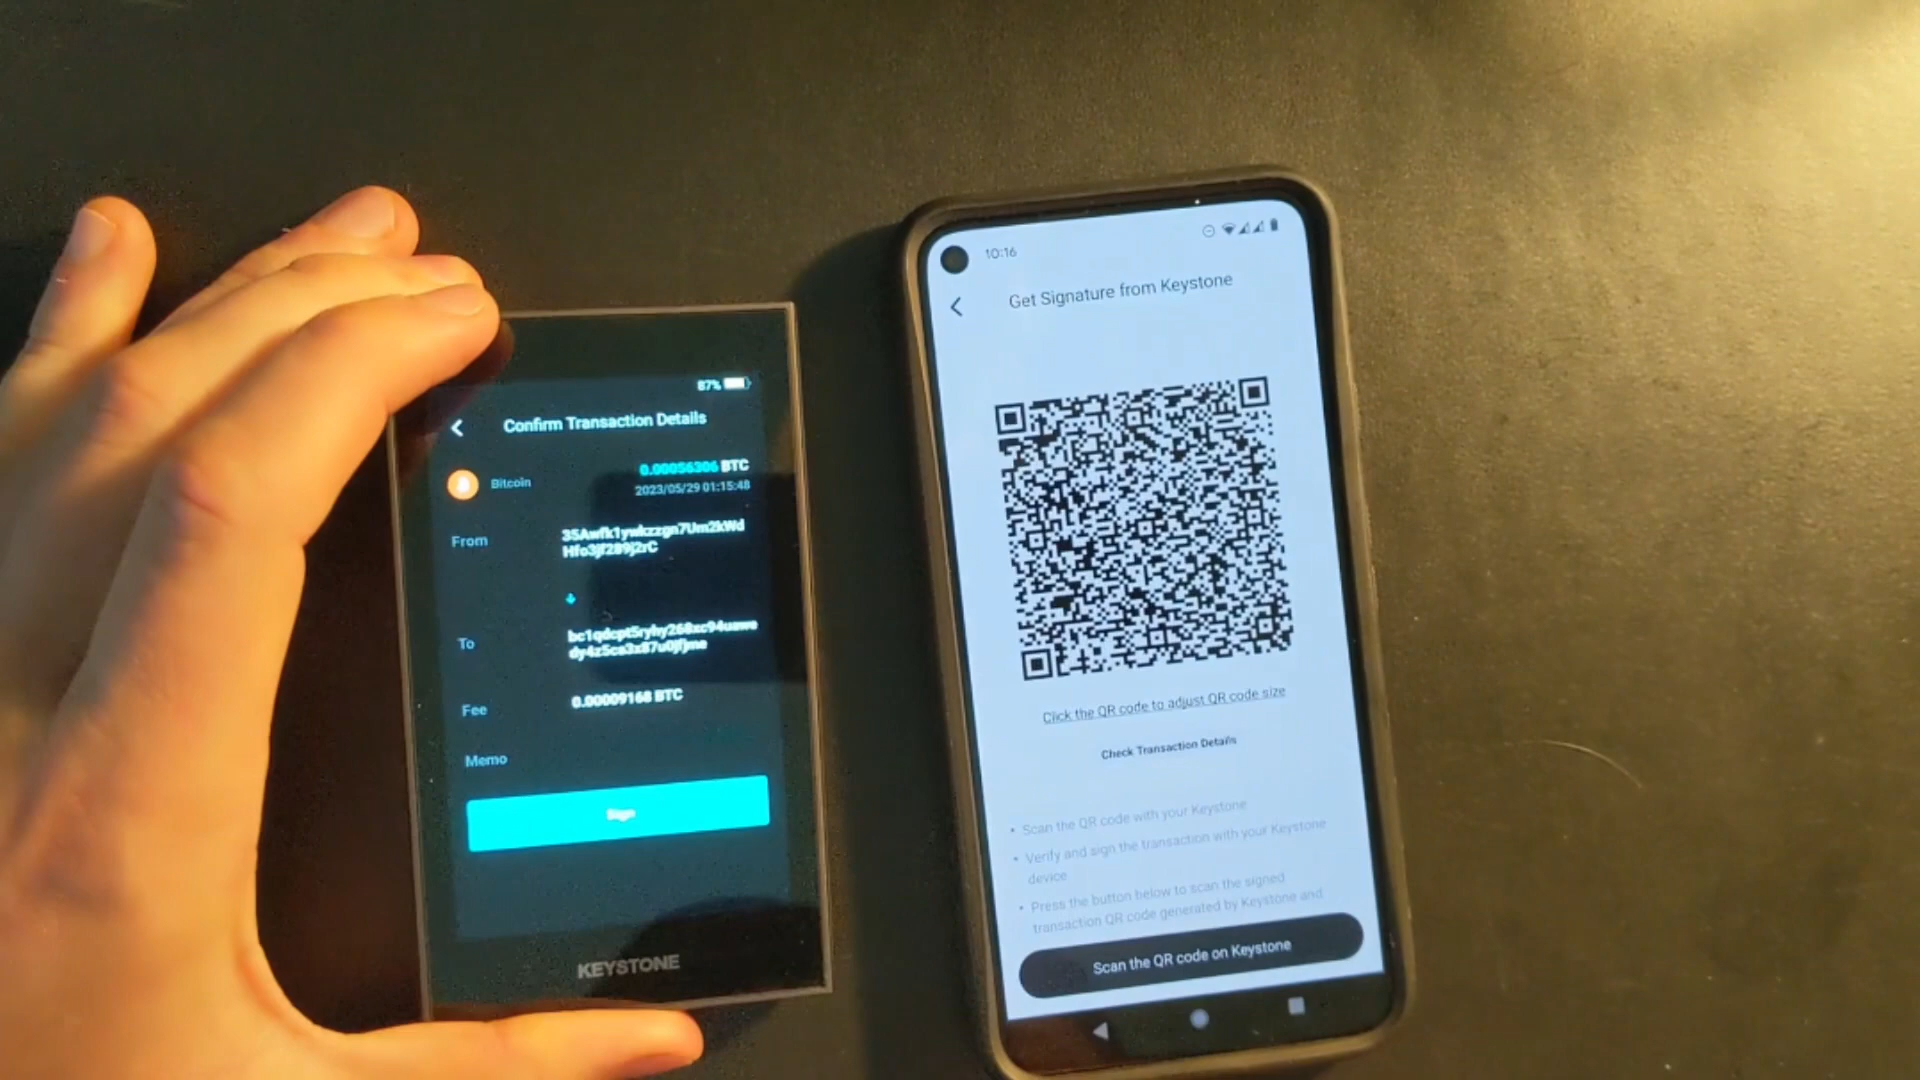 87%
Confirm Transaction Details
Bitcoin
0.00056306 BTC
2023/05/29 01:15:48
From
35Awfk1ywkzzgn7Um2kWd
Hfo3jf289j2rC
To
bc1qdcpt5ryhy268xc94uawe
dy4z5ca3x87u0jfjme
Fee
0.00009168 BTC
Memo
Sign
KEYSTONE
10:16
Get Signature from Keystone
Click the QR code to adjust QR code size
Check Transaction Details
• Scan the QR code with your Keystone
• Verify and sign the transaction with your Keystone
device
• Press the button below to scan the signed
transaction QR code generated by Keystone and
Scan the QR code on Keystone